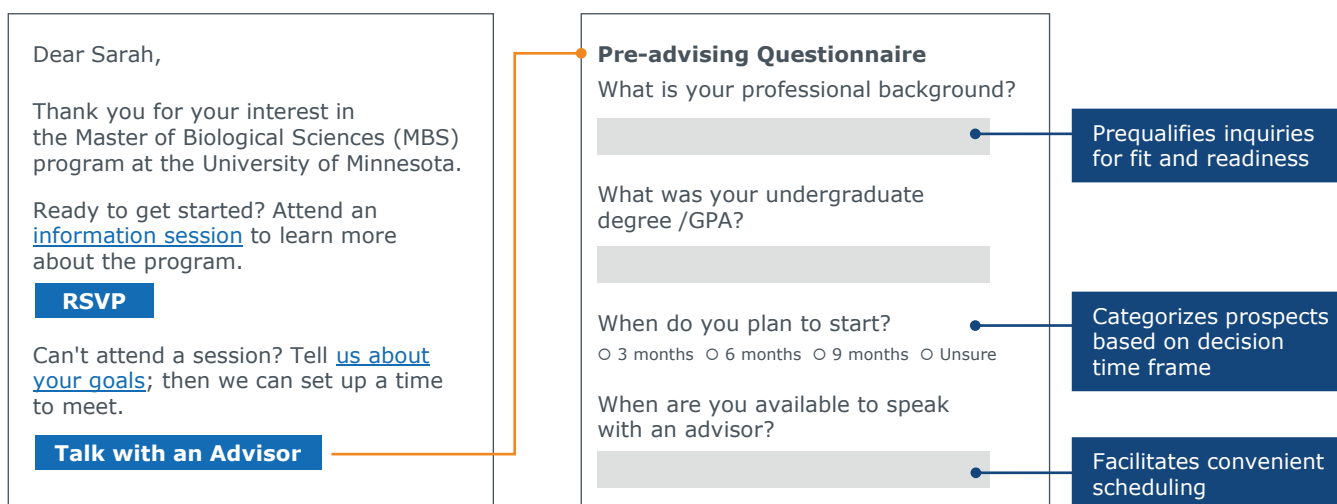 Dear Sarah,
Thank you for your interest in
the Master of Biological Sciences (MBS)
program at the University of Minnesota.
Ready to get started? Attend an
information session to learn more
about the program.
RSVP
Can't attend a session? Tell us about
your goals; then we can set up a time
to meet.
Talk with an Advisor
Pre-advising Questionnaire
What is your professional background?
What was your undergraduate
degree /GPA?
When do you plan to start?
3 months 6 months 9 months Unsure
When are you available to speak
with an advisor?
Prequalifies inquiries
for fit and readiness
Categorizes prospects
based on decision
time frame
Facilitates convenient
scheduling